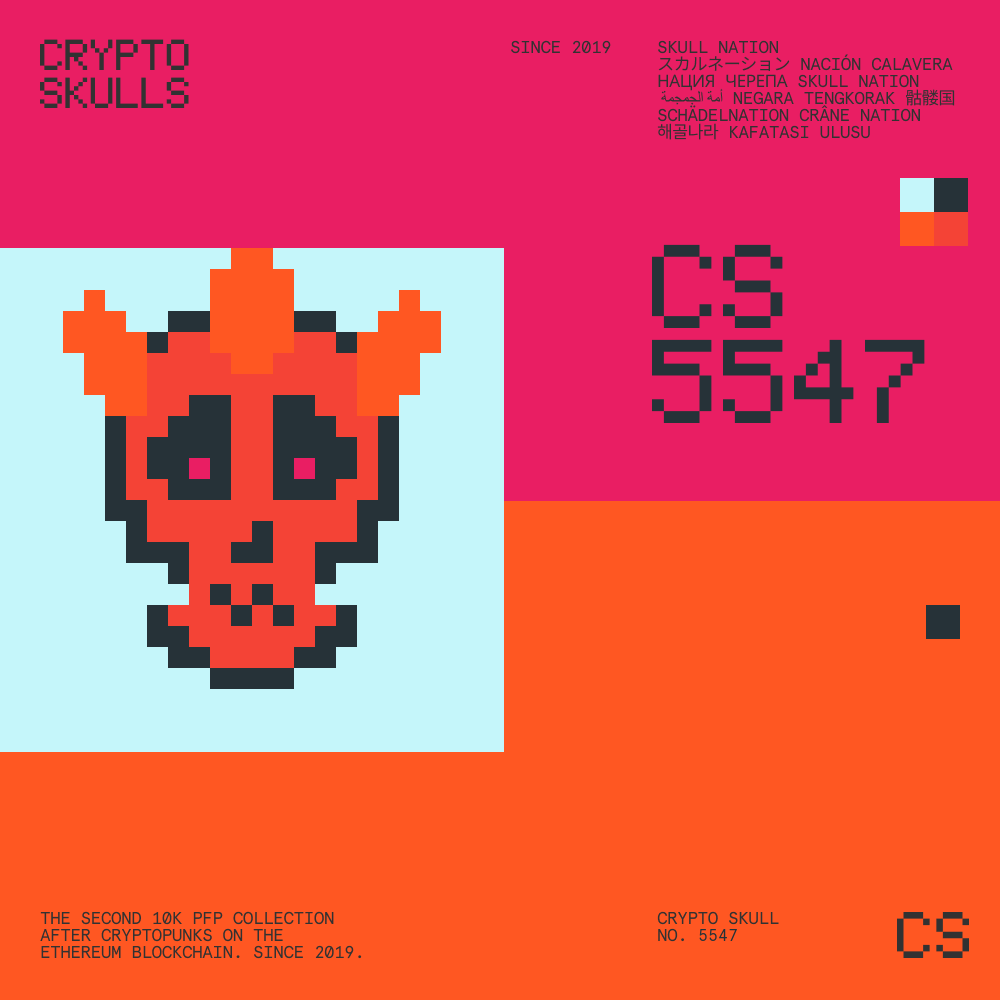 CRYPTO
SKULLS
SINCE 2019
SKULL NATION
スカルネーション NACIÓN CALAVERA
НАЦИЯ ЧЕРЕПА SKULL NATION
أمة الجمجمة NEGARA TENGKORAK 骷髅国
SCHÄDELNATION CRÂNE NATION
해골나라 KAFATASI ULUSU
CS
5547
THE SECOND 10K PFP COLLECTION
AFTER CRYPTOPUNKS ON THE
ETHEREUM BLOCKCHAIN. SINCE 2019.
CRYPTO SKULL
NO. 5547
CS